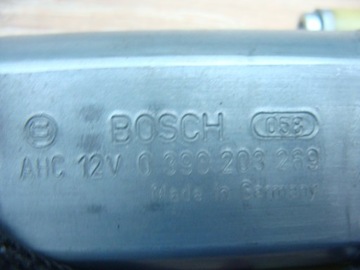 BOSCH 058
AHC 12V 0 390 203 269
Made in Germany